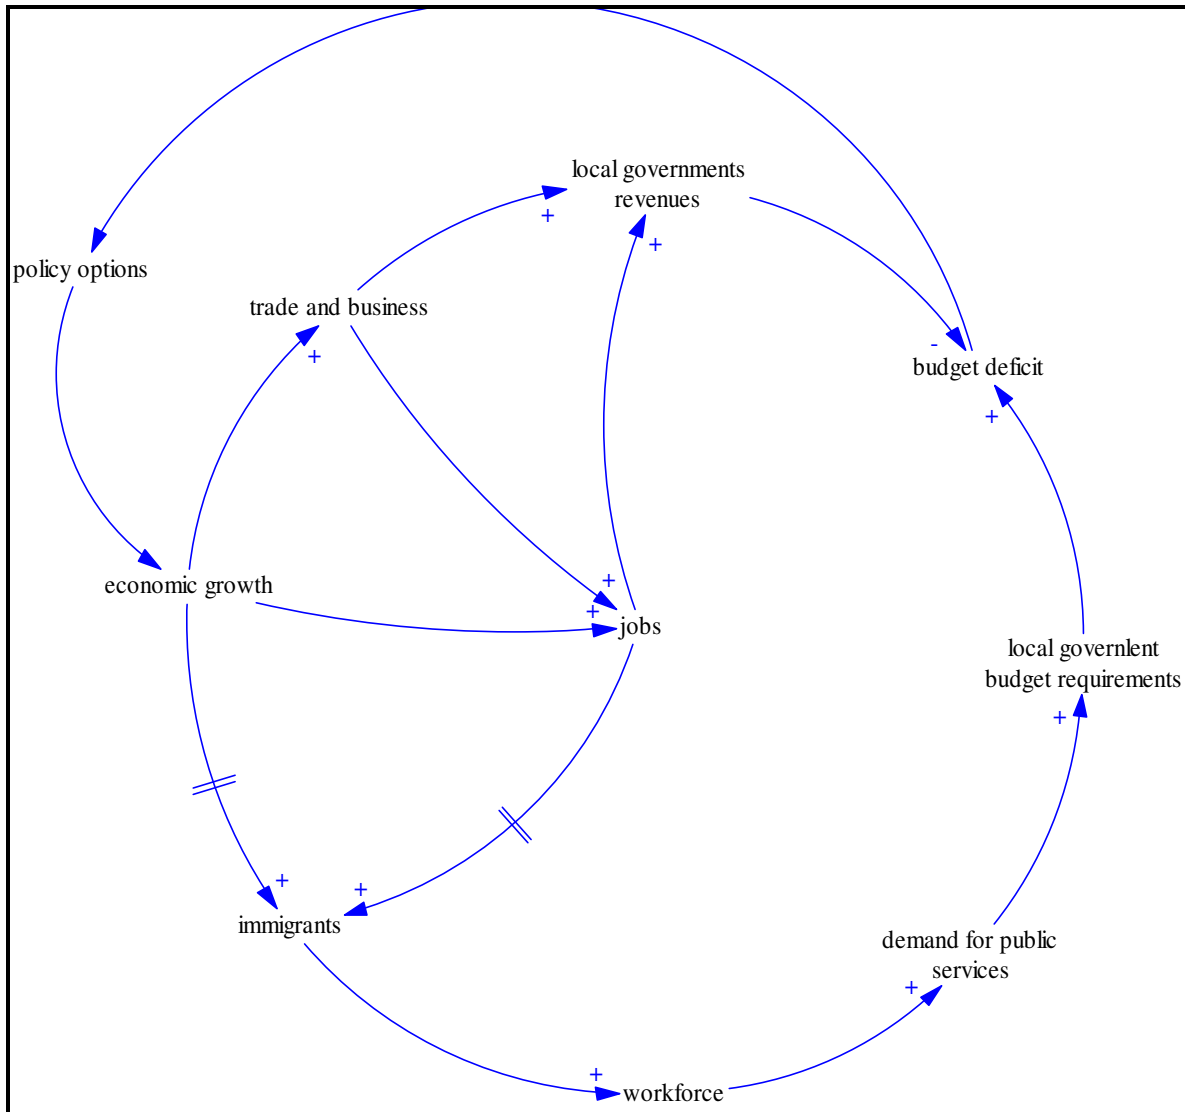 local governments
revenues
+
+
policy options
trade and business
+
-
budget deficit
+
economic growth
+
+
jobs
local governlent
budget requirements
+
+
+
immigrants
demand for public
services
+
+
workforce